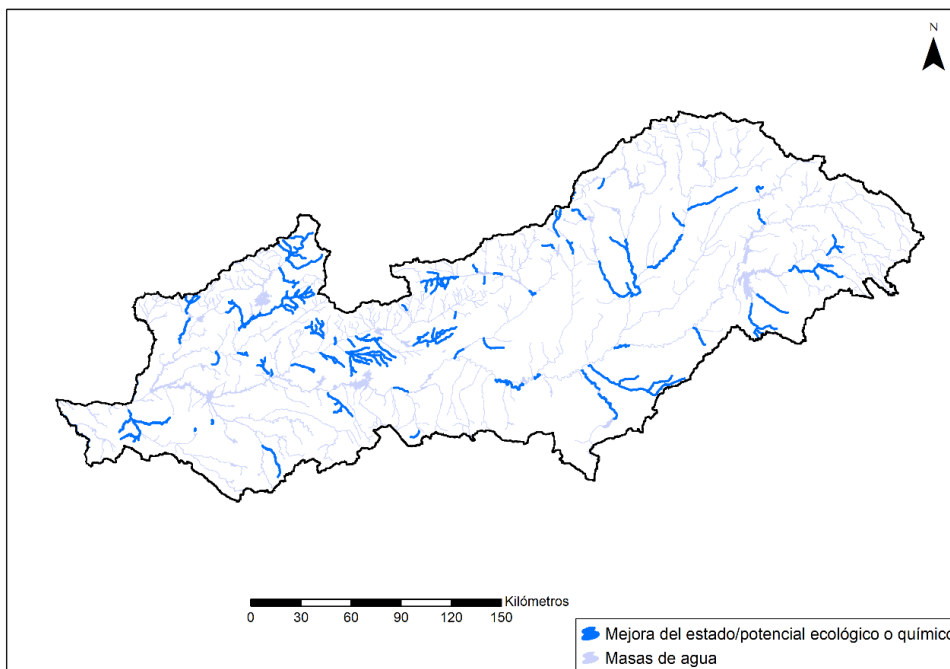 N
Kilómetros
0 30 60 90 120 150
Mejora del estado/potencial ecológico o químico
Masas de agua